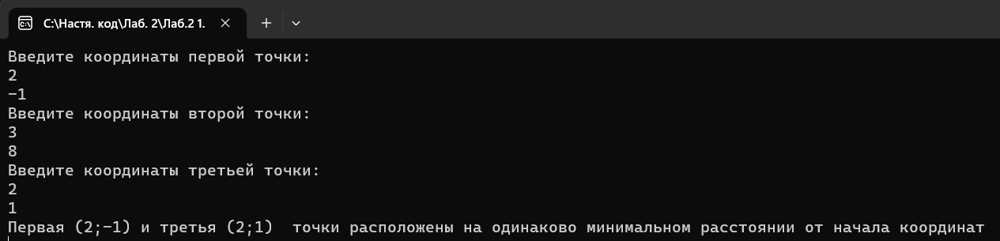 C:\Настя. код\Лаб. 2\Лаб.2 1.
Введите координаты первой точки:
2
-1
Введите координаты второй точки:
3
8
Введите координаты третьей точки:
2
1
Первая (2;-1) и третья (2;1)  точки расположены на одинаково минимальном расстоянии от начала координат